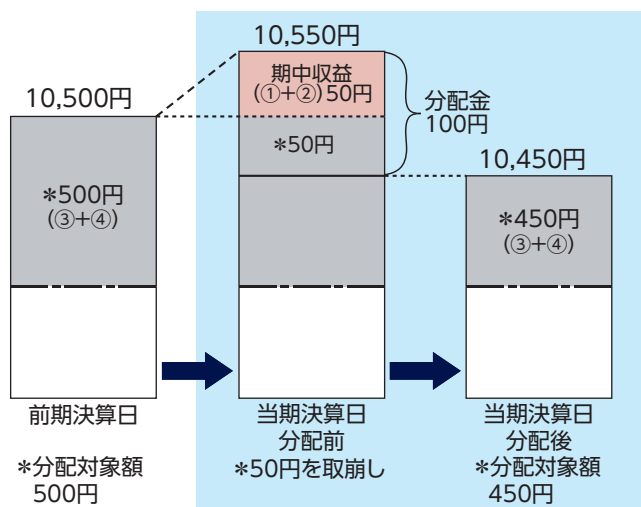 10,550円
期中収益
(①+②)50円
分配金
100円
10,500円
*50円
10,450円
*500円
(③+④)
*450円
(③+④)
前期決算日
当期決算日
分配前
当期決算日
分配後
*分配対象額
500円
*50円を取崩し
*分配対象額
450円